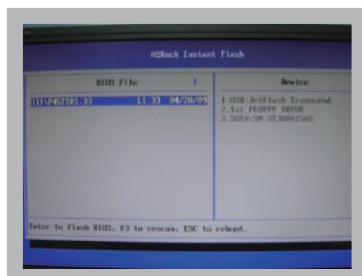 ASRock Instant Flash
BIOS File
Device
L1.33 04/20/09
1.USB:JetFlash Transcend
2.1st FLOPPY DRIVE
Enter to flash BIOS, F3 to rescan, ESC to reboot.